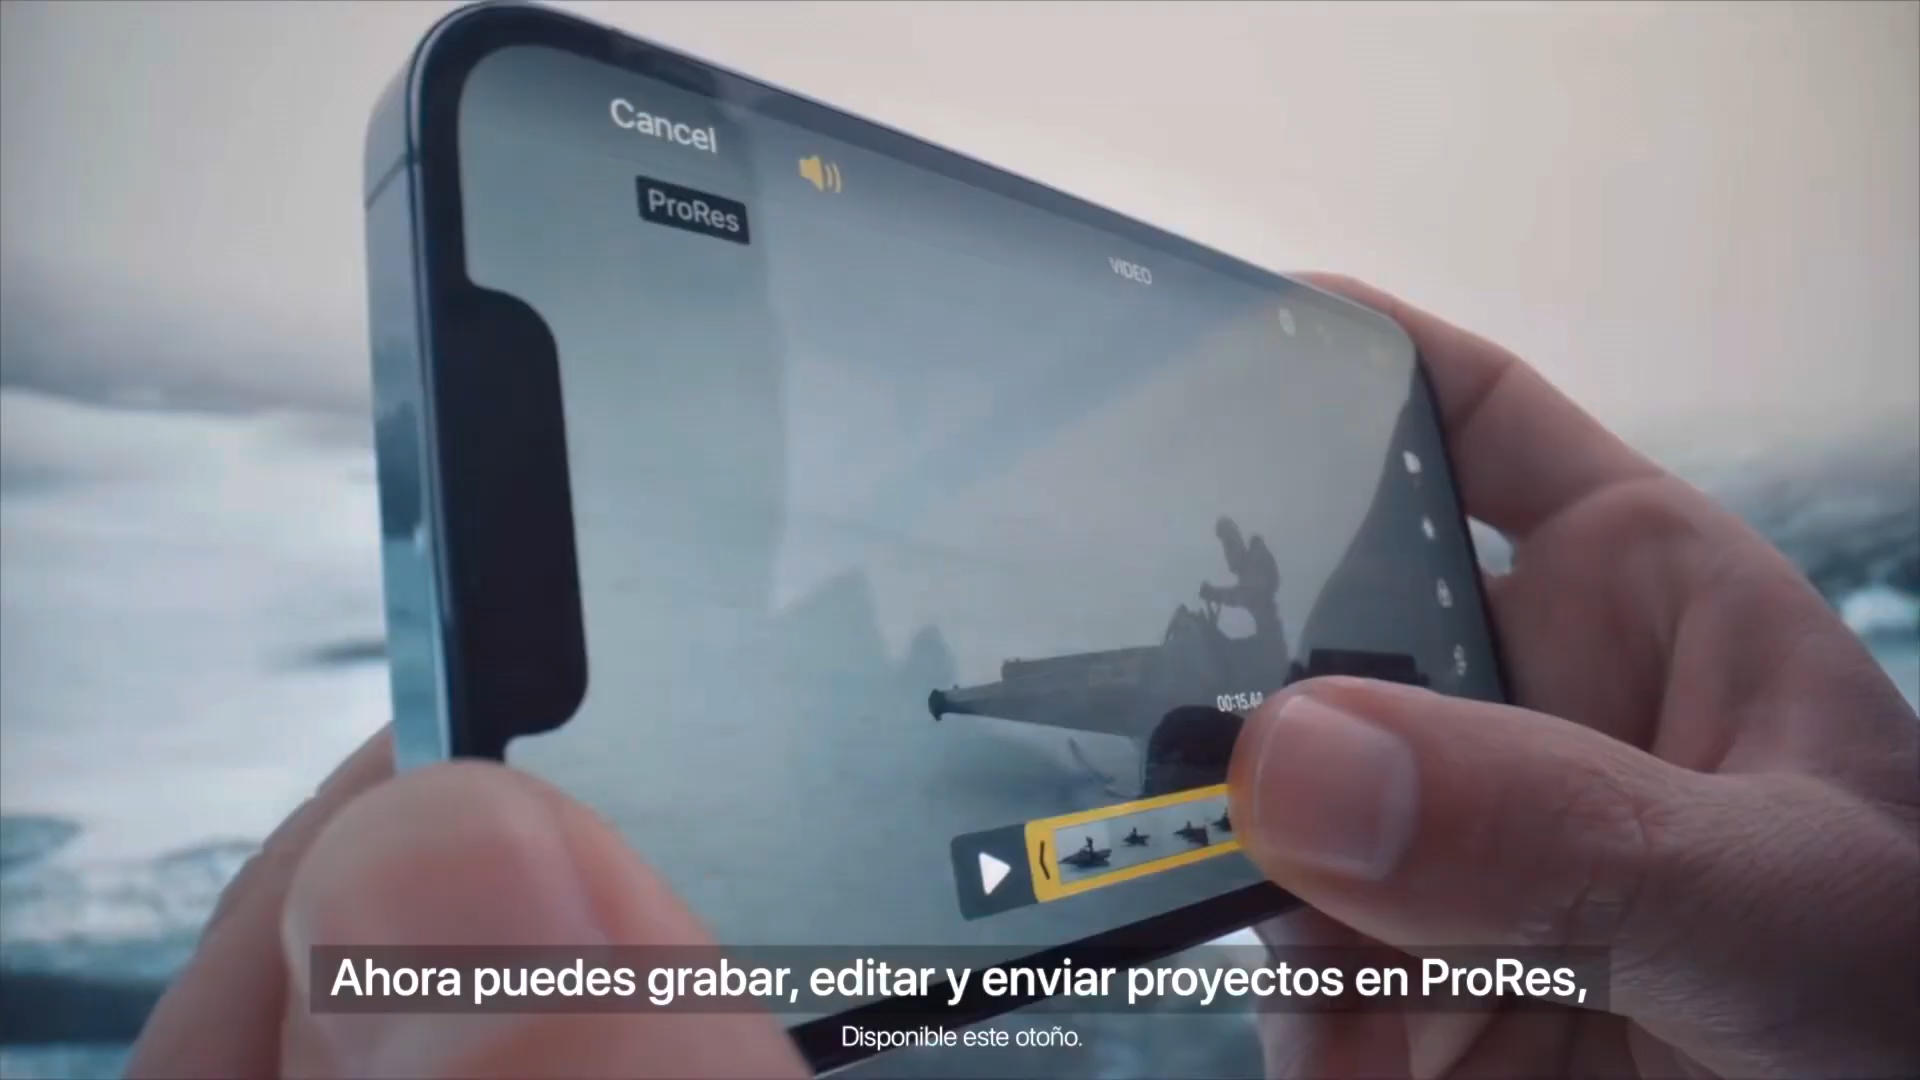 Cancel
ProRes
VIDEO
Ahora puedes grabar, editar y enviar proyectos en ProRes,
Disponible este otoño.